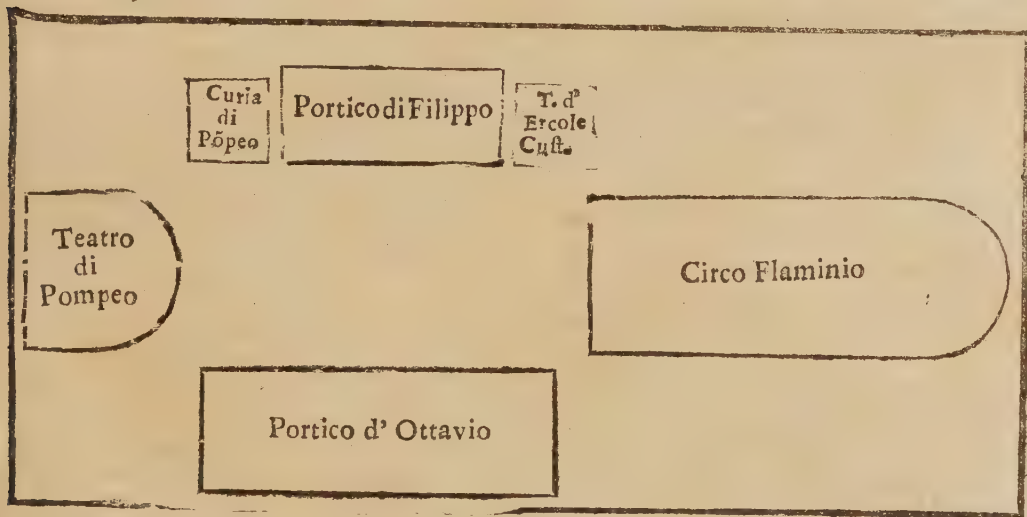 Curia
di
Põpeo
Portico di Filippo
T. d'
Ercole
Cuſt.
Teatro
di
Pompeo
Circo Flaminio
Portico d' Ottavio